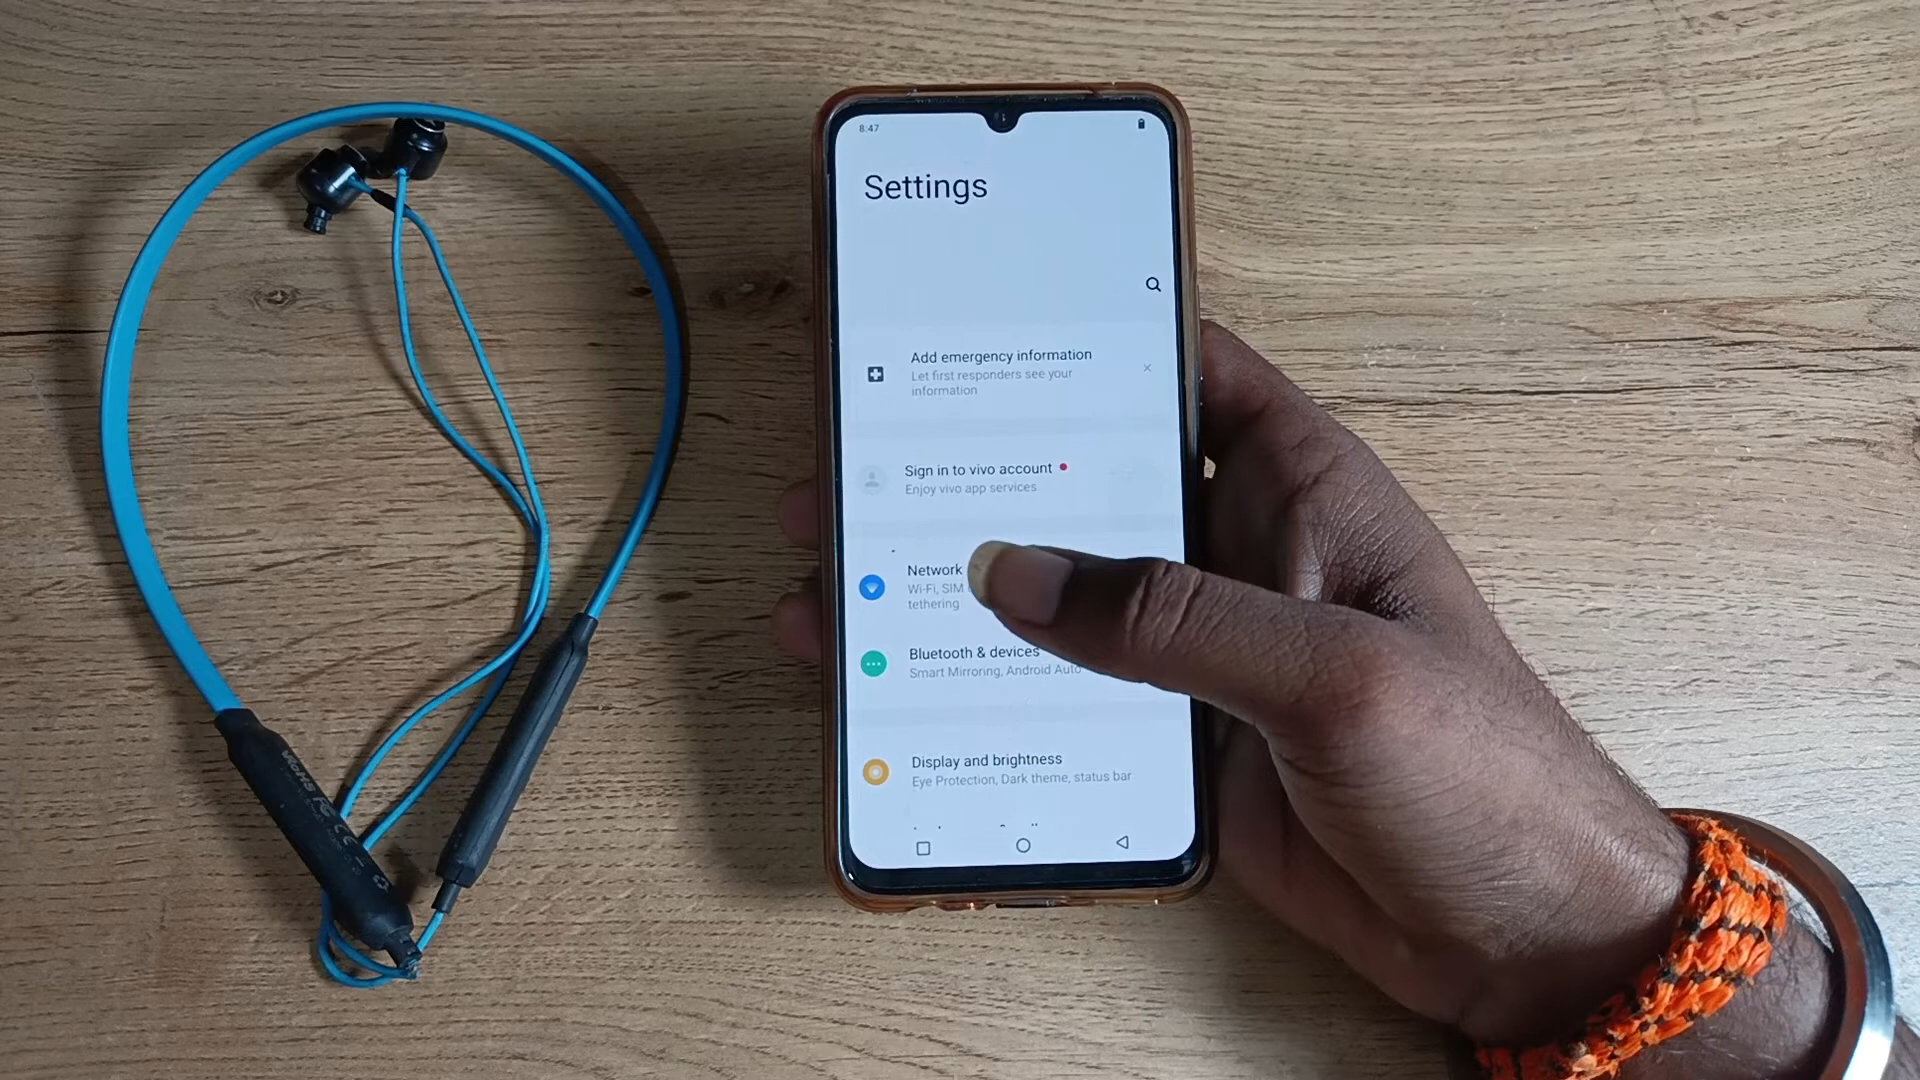 8:47
Settings
Add emergency information
Let first responders see your
information
Sign in to vivo account
Enjoy vivo app services
Network
Wi-Fi, SIM
tethering
Bluetooth & devices
Smart Mirroring, Android Auto
Display and brightness
Eye Protection, Dark theme, status bar